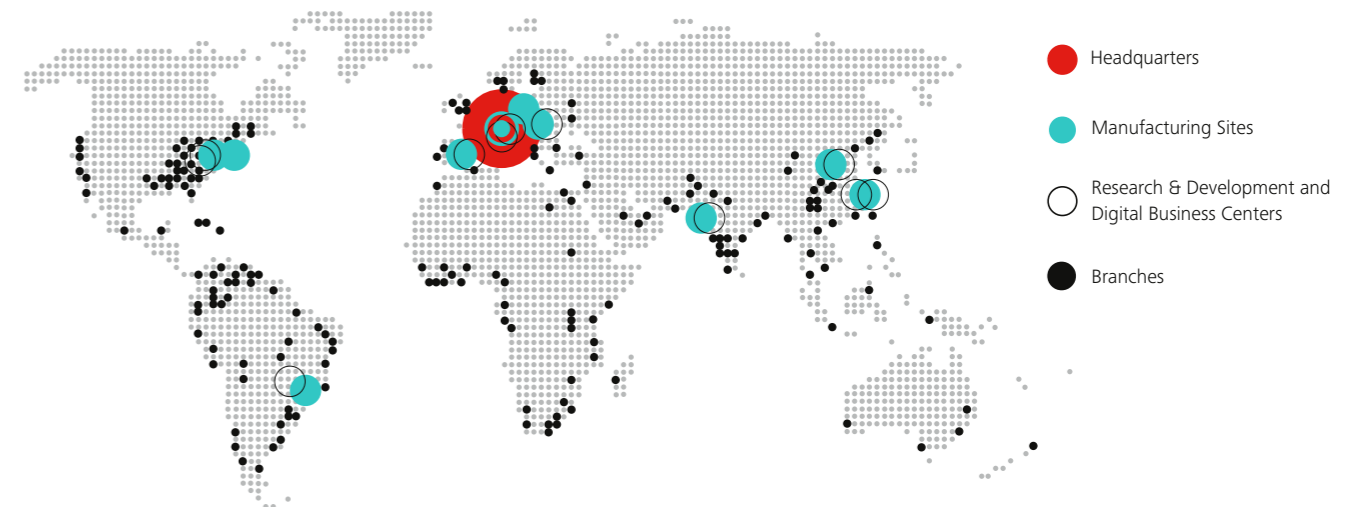 Headquarters
Manufacturing Sites
Research & Development and
Digital Business Centers
Branches